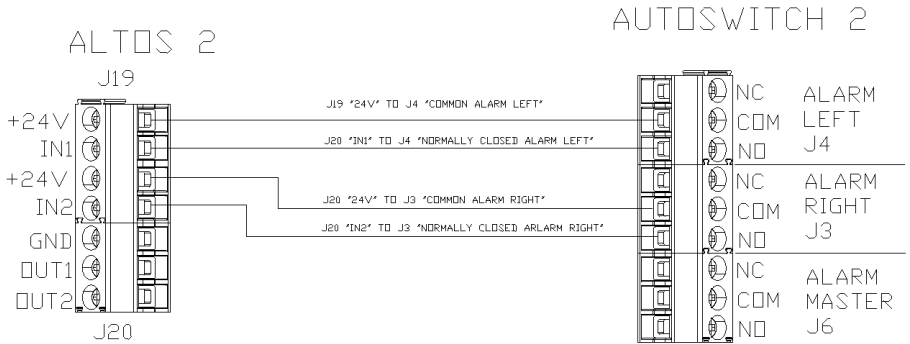 AUTOSWITCH 2
ALTOS 2
J19
+24V
IN1
+24V
IN2
GND
OUT1
OUT2
J20
J19 "24V" TO J4 "COMMON ALARM LEFT"
J20 "IN1" TO J4 "NORMALLY CLOSED ALARM LEFT"
J20 "24V" TO J3 "COMMON ALARM RIGHT"
J20 "IN2" TO J3 "NORMALLY CLOSED ARLARM RIGHT"
NC
COM
NO
ALARM
LEFT
J4
NC
COM
NO
ALARM
RIGHT
J3
NC
COM
NO
ALARM
MASTER
J6